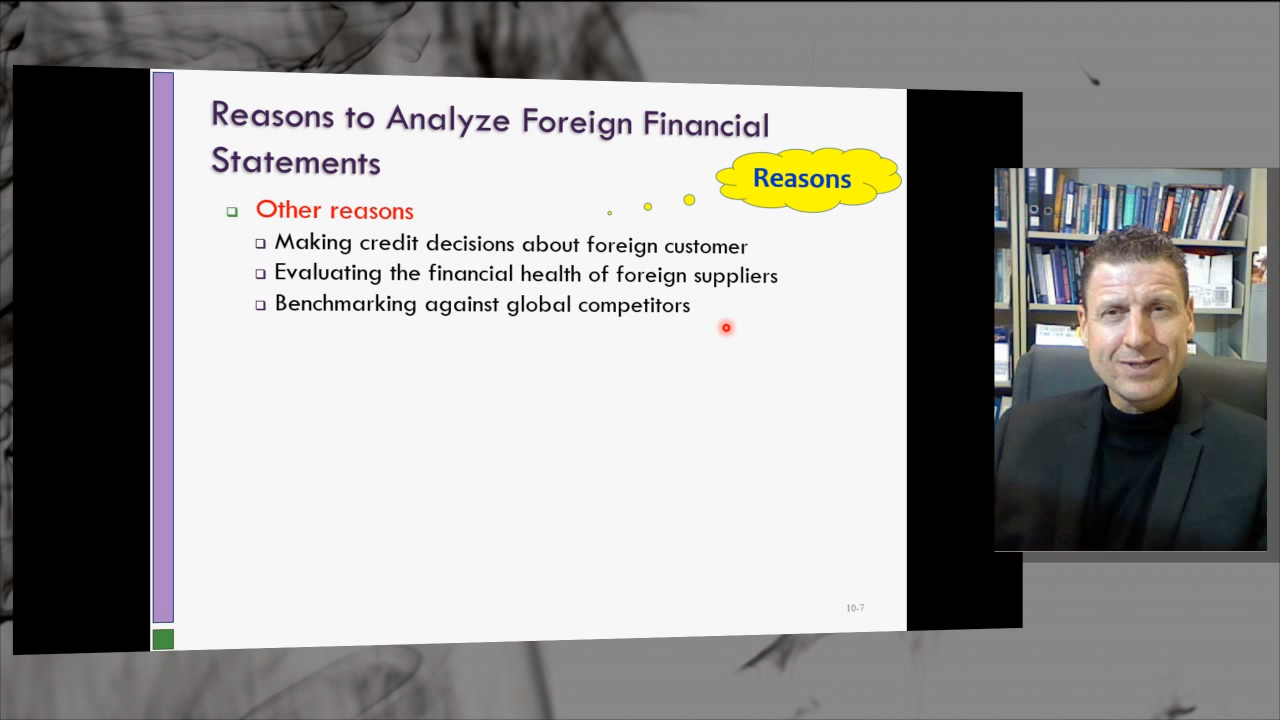 Reasons to Analyze Foreign Financial
Statements
Reasons
Other reasons
Making credit decisions about foreign customer
Evaluating the financial health of foreign suppliers
Benchmarking against global competitors
10-7